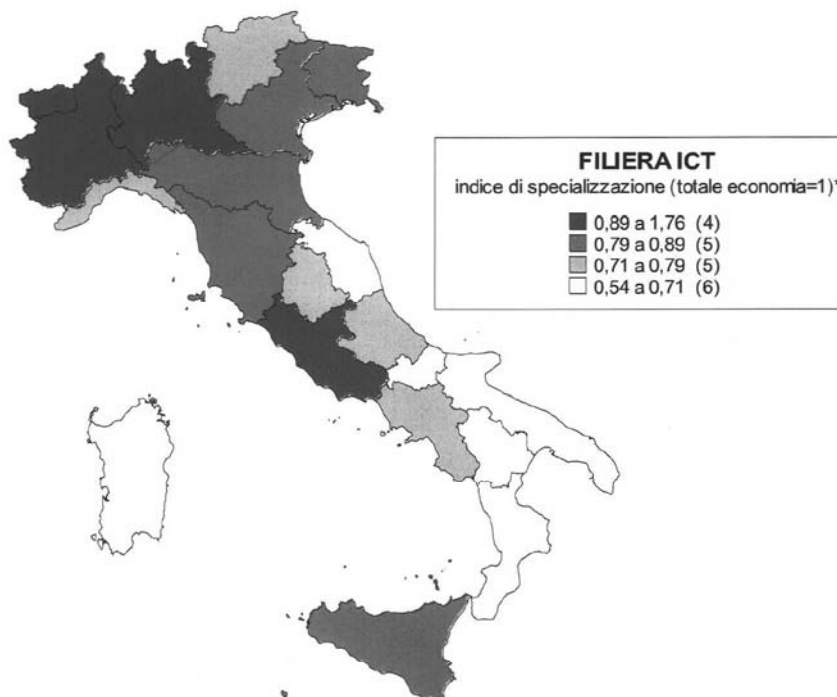 FILIERA ICT
indice di specializzazione (totale economia=1)*
0,89 a 1,76 (4)
0,79 a 0,89 (5)
0,71 a 0,79 (5)
0,54 a 0,71 (6)